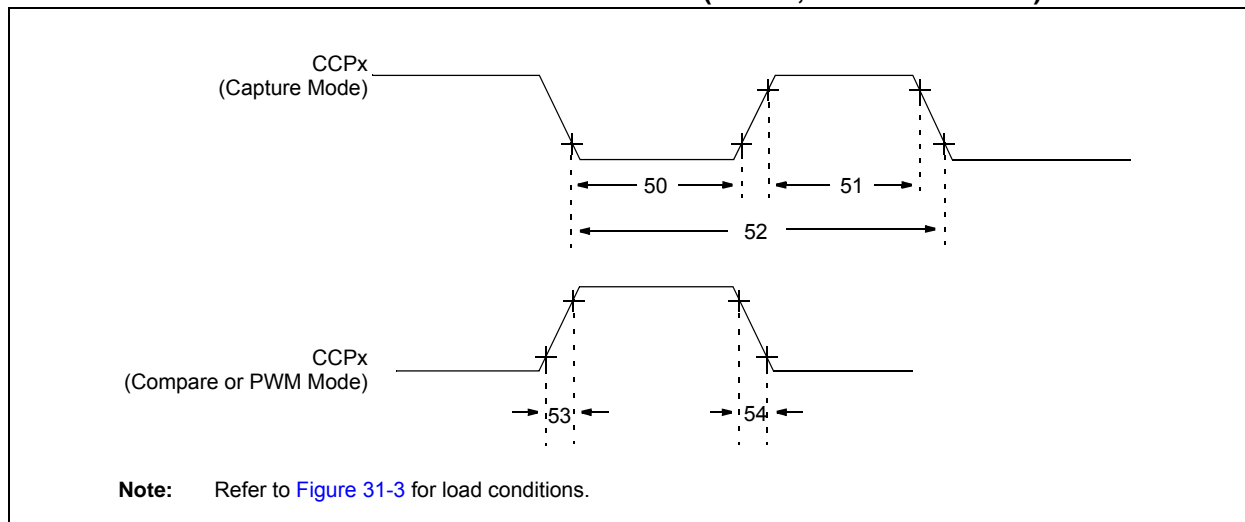 CCPx
(Capture Mode)
50
51
52
CCPx
(Compare or PWM Mode)
53
54
Note: Refer to Figure 31-3 for load conditions.